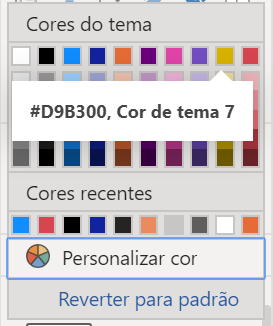 Cores do tema
#D9B300, Cor de tema 7
Cores recentes
Personalizar cor
Reverter para padrão